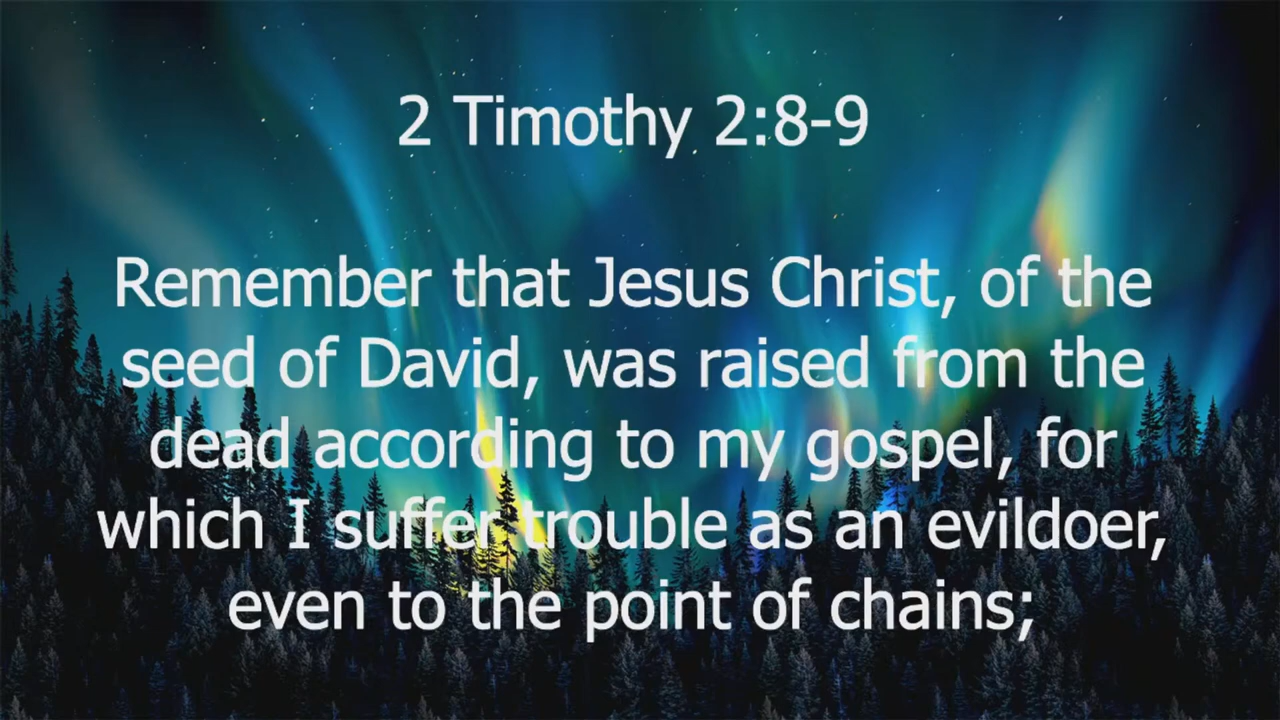 2 Timothy 2:8-9
Remember that Jesus Christ, of the
seed of David, was raised from the
dead according to my gospel, for
which I suffer trouble as an evildoer,
even to the point of chains;